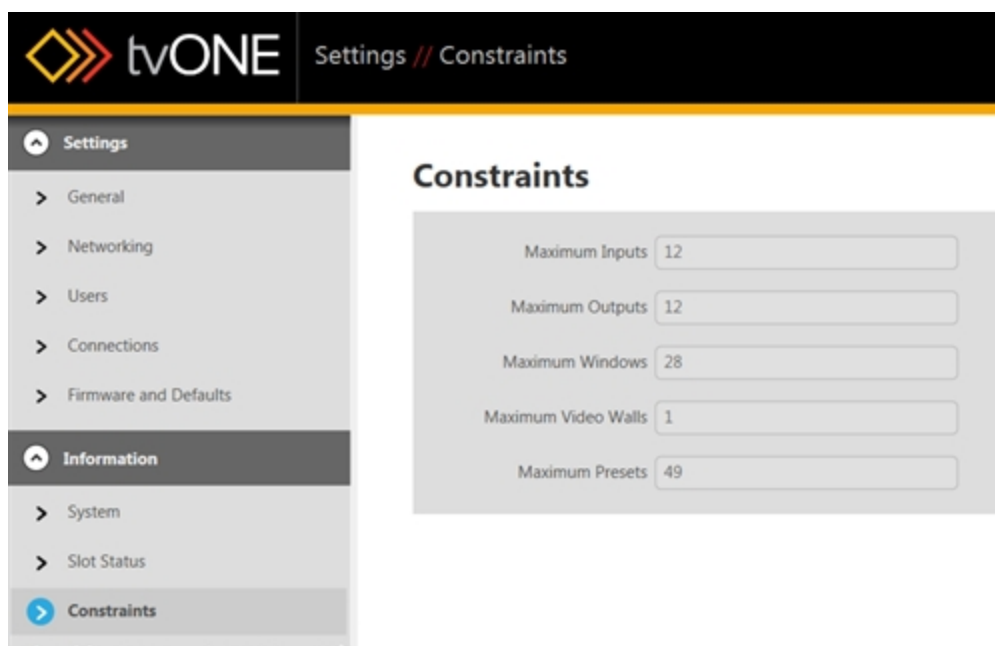 tvONE
Settings // Constraints
Settings
General
Networking
Users
Connections
Firmware and Defaults
Information
System
Slot Status
Constraints
Constraints
Maximum Inputs 12
Maximum Outputs 12
Maximum Windows 28
Maximum Video Walls 1
Maximum Presets 49